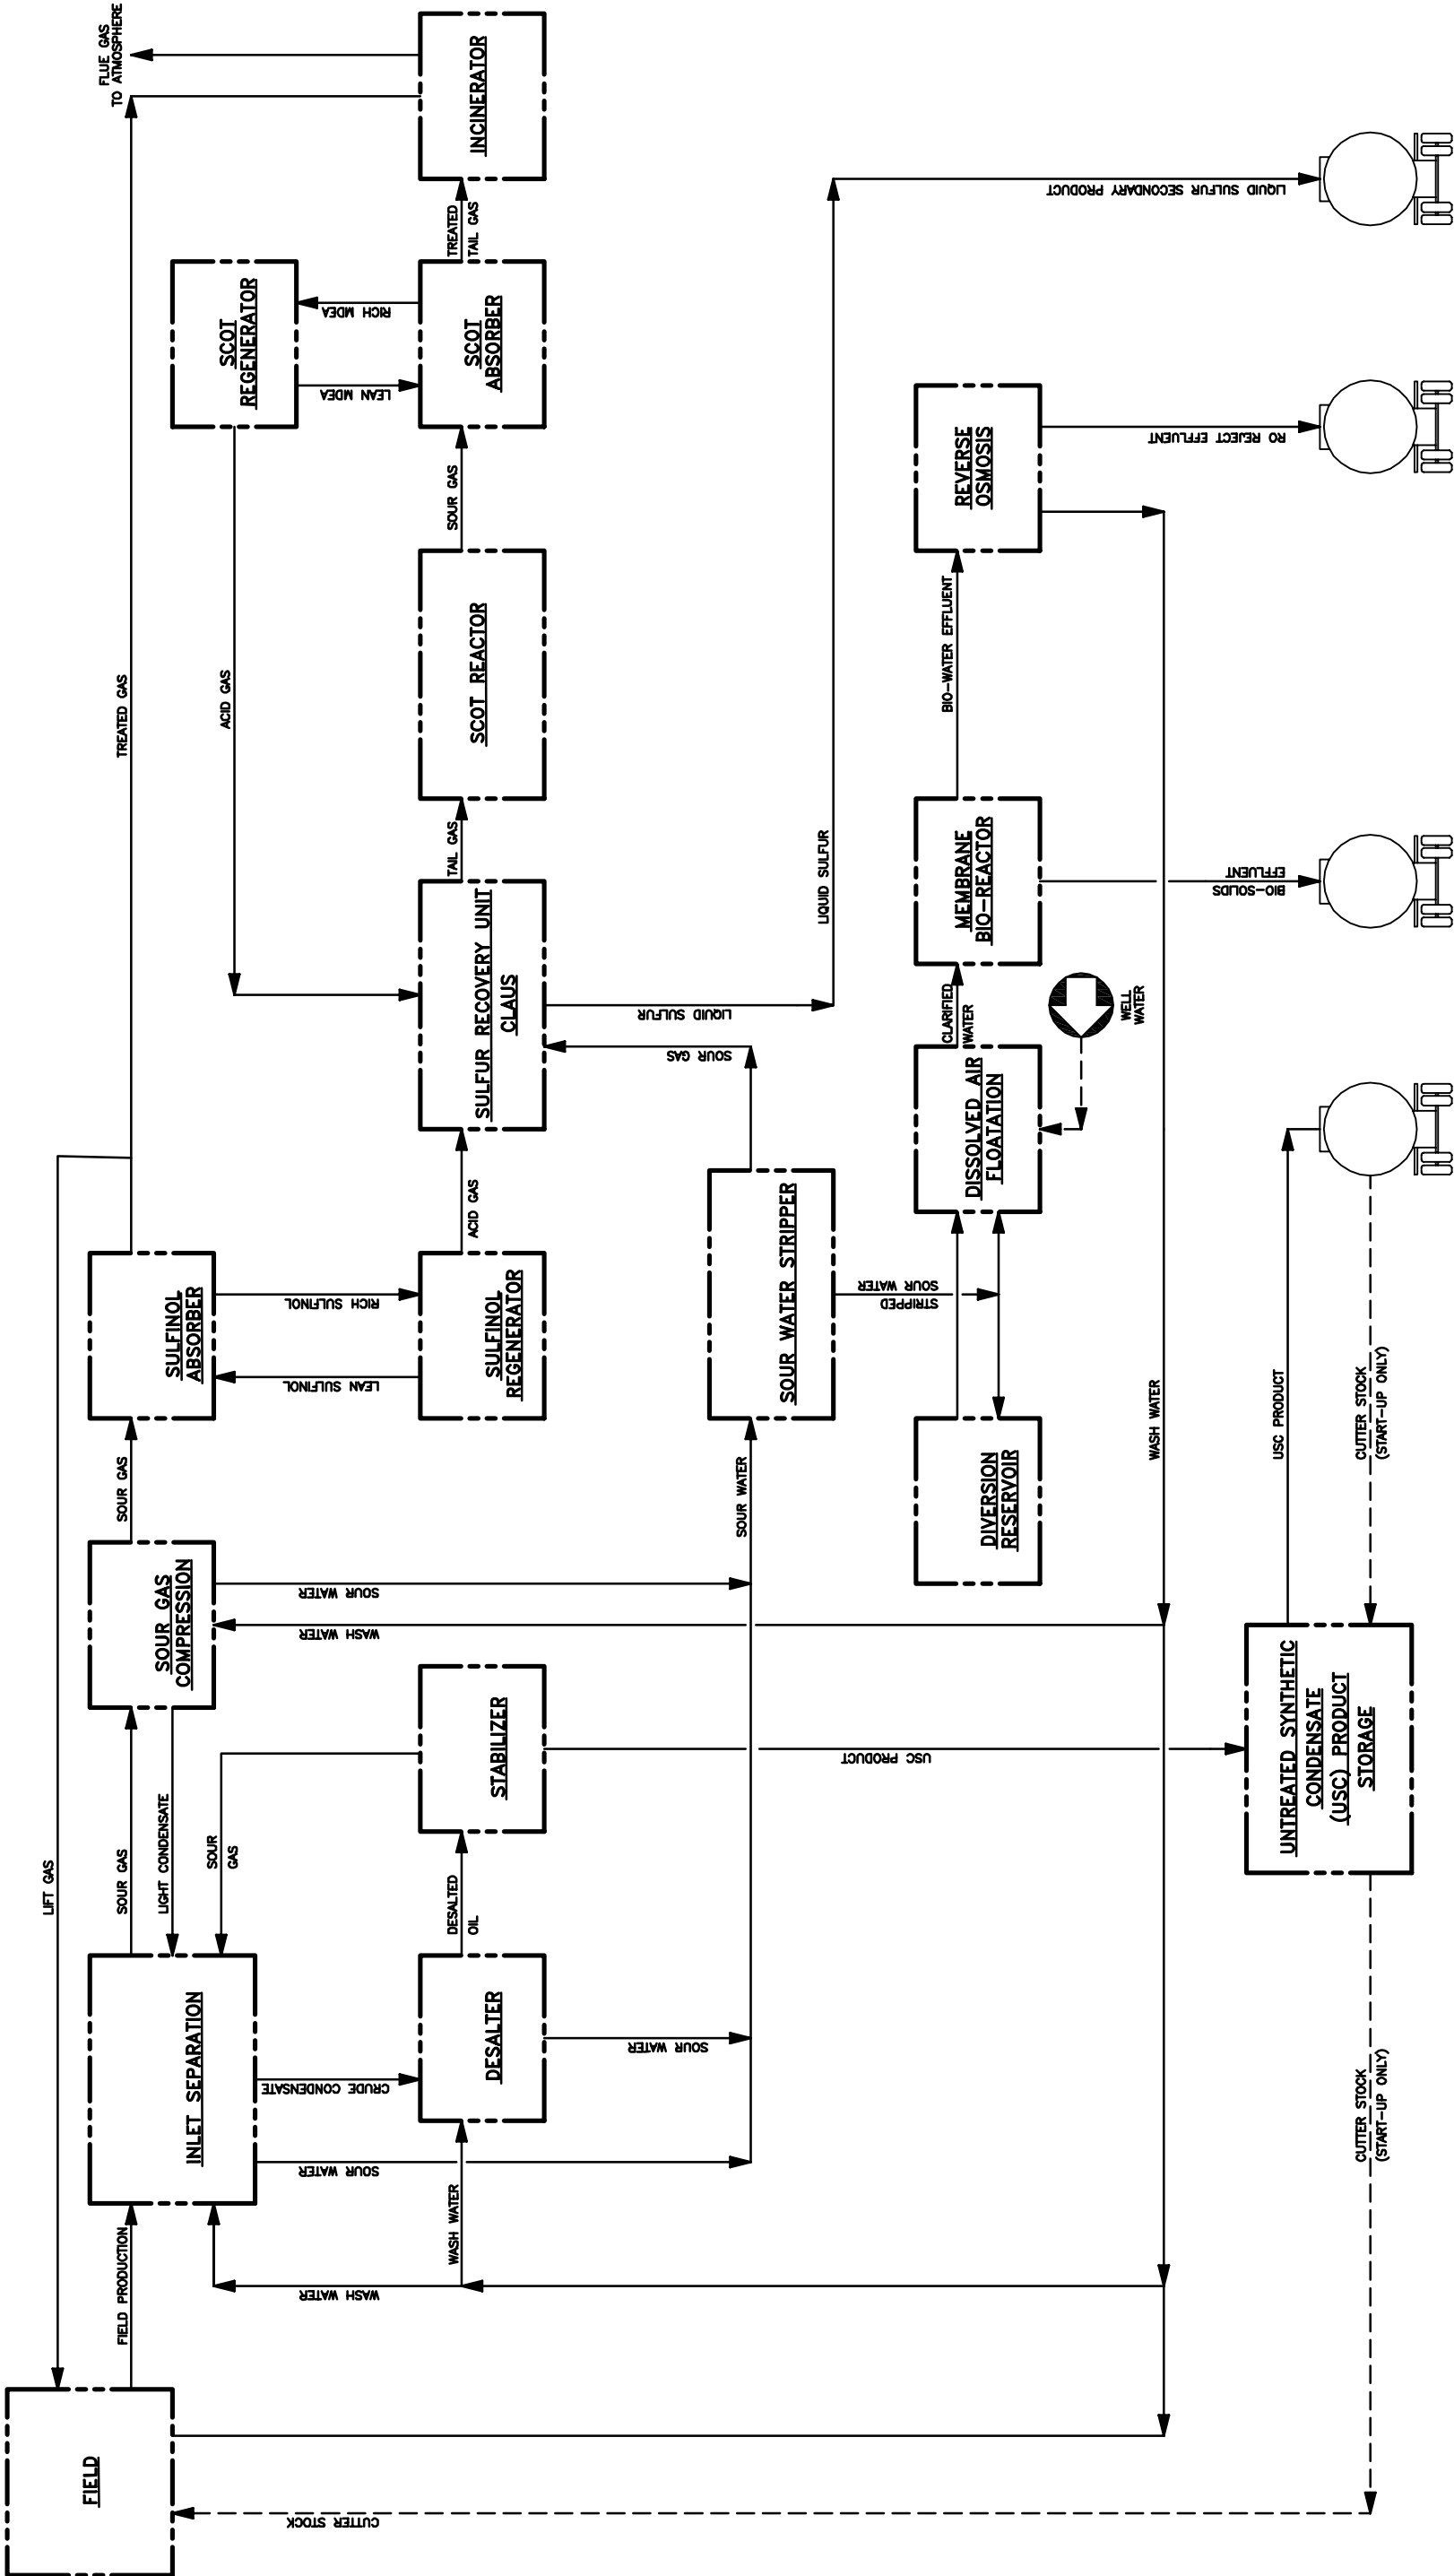 FIELD
LIFT GAS
FIELD PRODUCTION
INLET SEPARATION
SOUR GAS
LIGHT CONDENSATE
SOUR
GAS
SOUR GAS
COMPRESSION
SOUR GAS
SULFINOL
ABSORBER
TREATED GAS
FLUE GAS
TO ATMOSPHERE
WASH WATER
SOUR WATER
CRUDE CONDENSATE
WASH WATER
SOUR WATER
LEAN SULFINOL
RICH SULFINOL
ACID GAS
SCOT
REGENERATOR
LEAN MDEA
RICH MDEA
WASH WATER
DESALTER
DESALTED
OIL
STABILIZER
SULFINOL
REGENERATOR
ACID GAS
SULFUR RECOVERY UNIT
CLAUS
TAIL GAS
SCOT REACTOR
SOUR GAS
SCOT
ABSORBER
TREATED
TAIL GAS
INCINERATOR
SOUR WATER
SOUR GAS
LIQUID SULFUR
SOUR WATER
SOUR WATER STRIPPER
LIQUID SULFUR
USC PRODUCT
STRIPPED
SOUR WATER
DIVERSION
RESERVOIR
DISSOLVED AIR
FLOATATION
CLARIFIED
WATER
MEMBRANE
BIO-REACTOR
BIO-WATER EFFLUENT
REVERSE
OSMOSIS
WELL
WATER
WASH WATER
BIO-SOLIDS
EFFLUENT
RO REJECT EFFLUENT
LIQUID SULFUR SECONDARY PRODUCT
UNTREATED SYNTHETIC
CONDENSATE
(USC) PRODUCT
STORAGE
USC PRODUCT
CUTTER STOCK
CUTTER STOCK
(START-UP ONLY)
CUTTER STOCK
(START-UP ONLY)